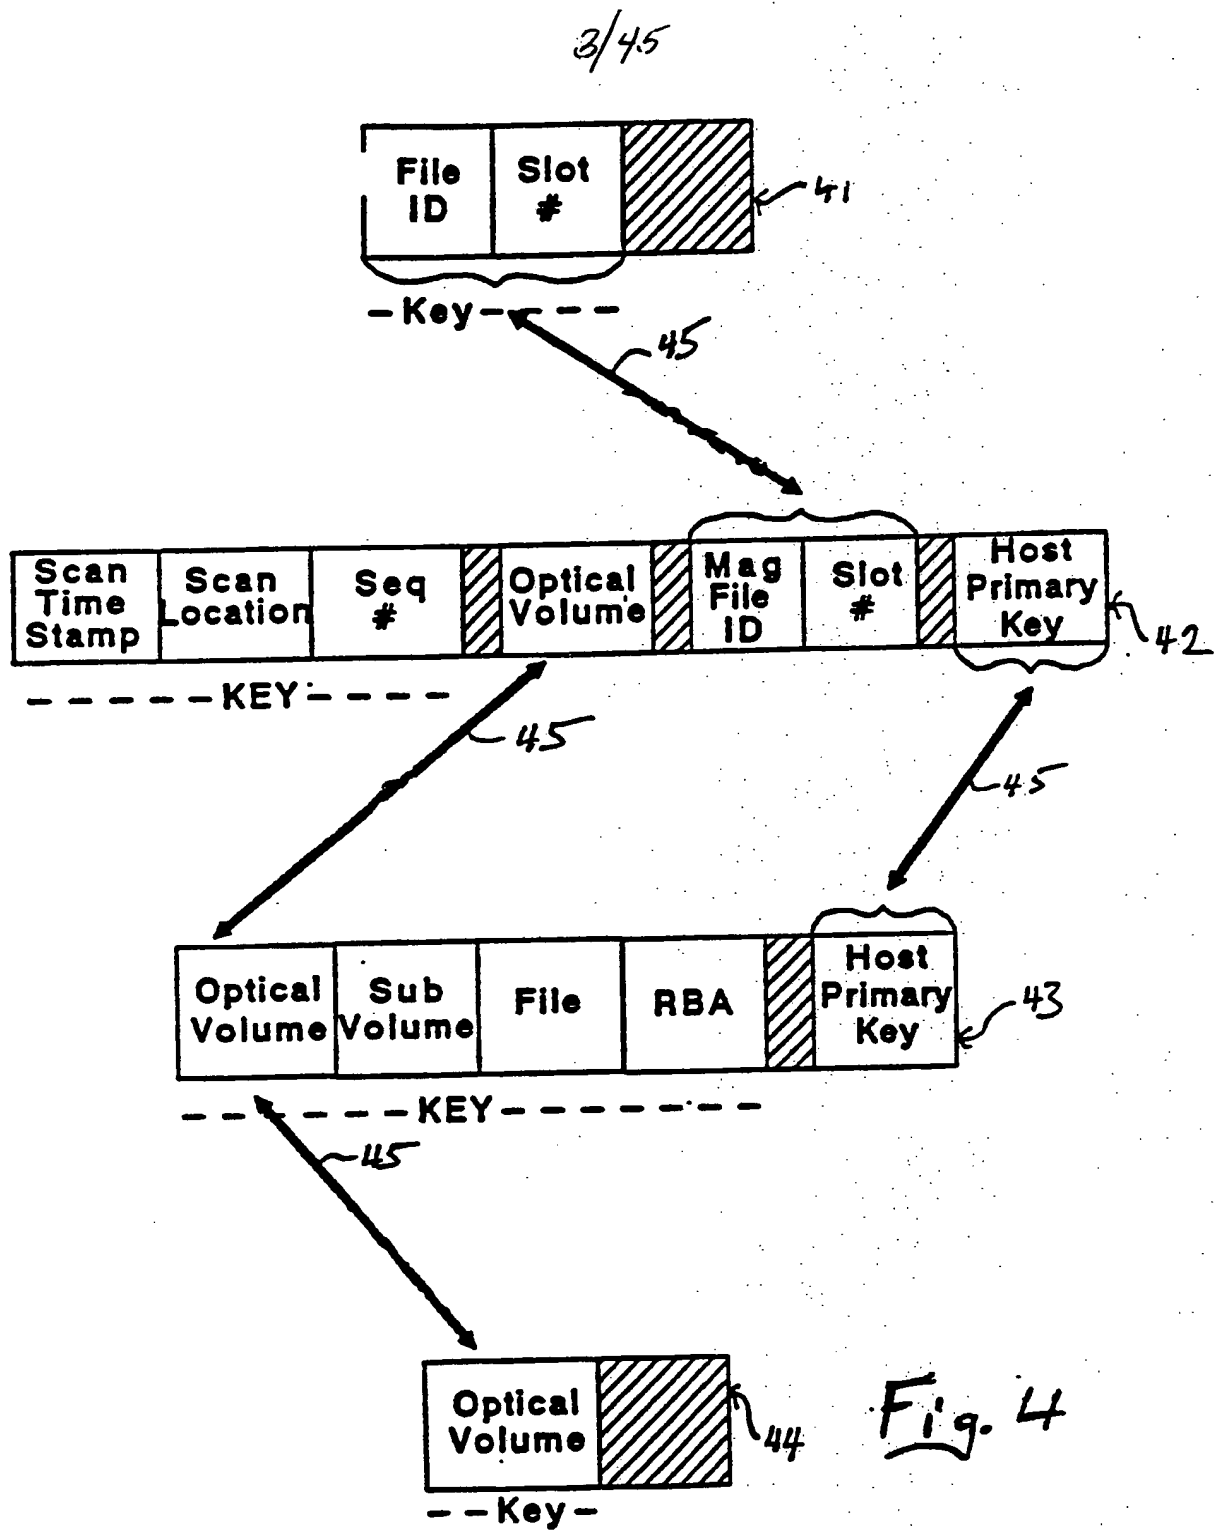 3/45
File ID
Slot #
41
- Key - - - -
45
Scan Time Stamp
Scan Location
Seq #
Optical Volume
Mag File ID
Slot #
Host Primary Key
42
- - - - - KEY - - - -
45
45
Optical Volume
Sub Volume
File
RBA
Host Primary Key
43
- - - - - - KEY - - - - - - -
45
Optical Volume
44
- - Key -
Fig. 4